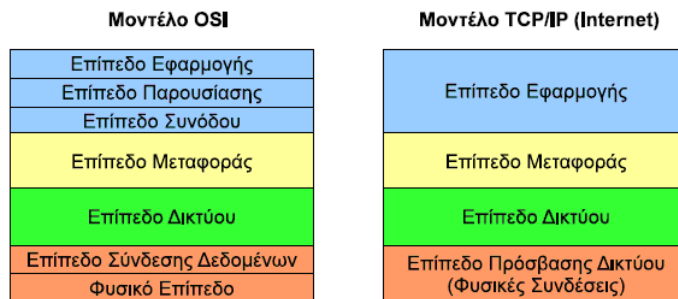 Μοντέλο OSI
Επίπεδο Εφαρμογής
Επίπεδο Παρουσίασης
Επίπεδο Συνόδου
Επίπεδο Μεταφοράς
Επίπεδο Δικτύου
Επίπεδο Σύνδεσης Δεδομένων
Φυσικό Επίπεδο
Μοντέλο TCP/IP (Internet)
Επίπεδο Εφαρμογής
Επίπεδο Μεταφοράς
Επίπεδο Δικτύου
Επίπεδο Πρόσβασης Δικτύου
(Φυσικές Συνδέσεις)